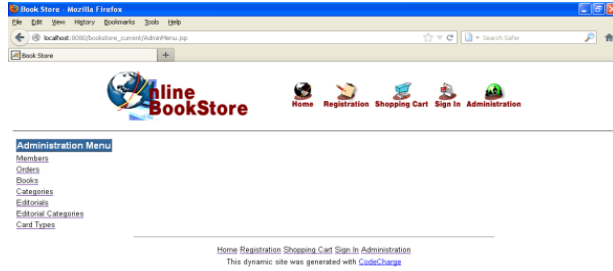 Book Store - Mozilla Firefox
File Edit View History Bookmarks Tools Help
localhost:8080/bookstore_current/AdminMenu.jsp
Search Safer
Book Store
nline
BookStore
Home Registration Shopping Cart Sign In Administration
Administration Menu
Members
Orders
Books
Categories
Editorials
Editorial Categories
Card Types
Home Registration Shopping Cart Sign In Administration
This dynamic site was generated with CodeCharge